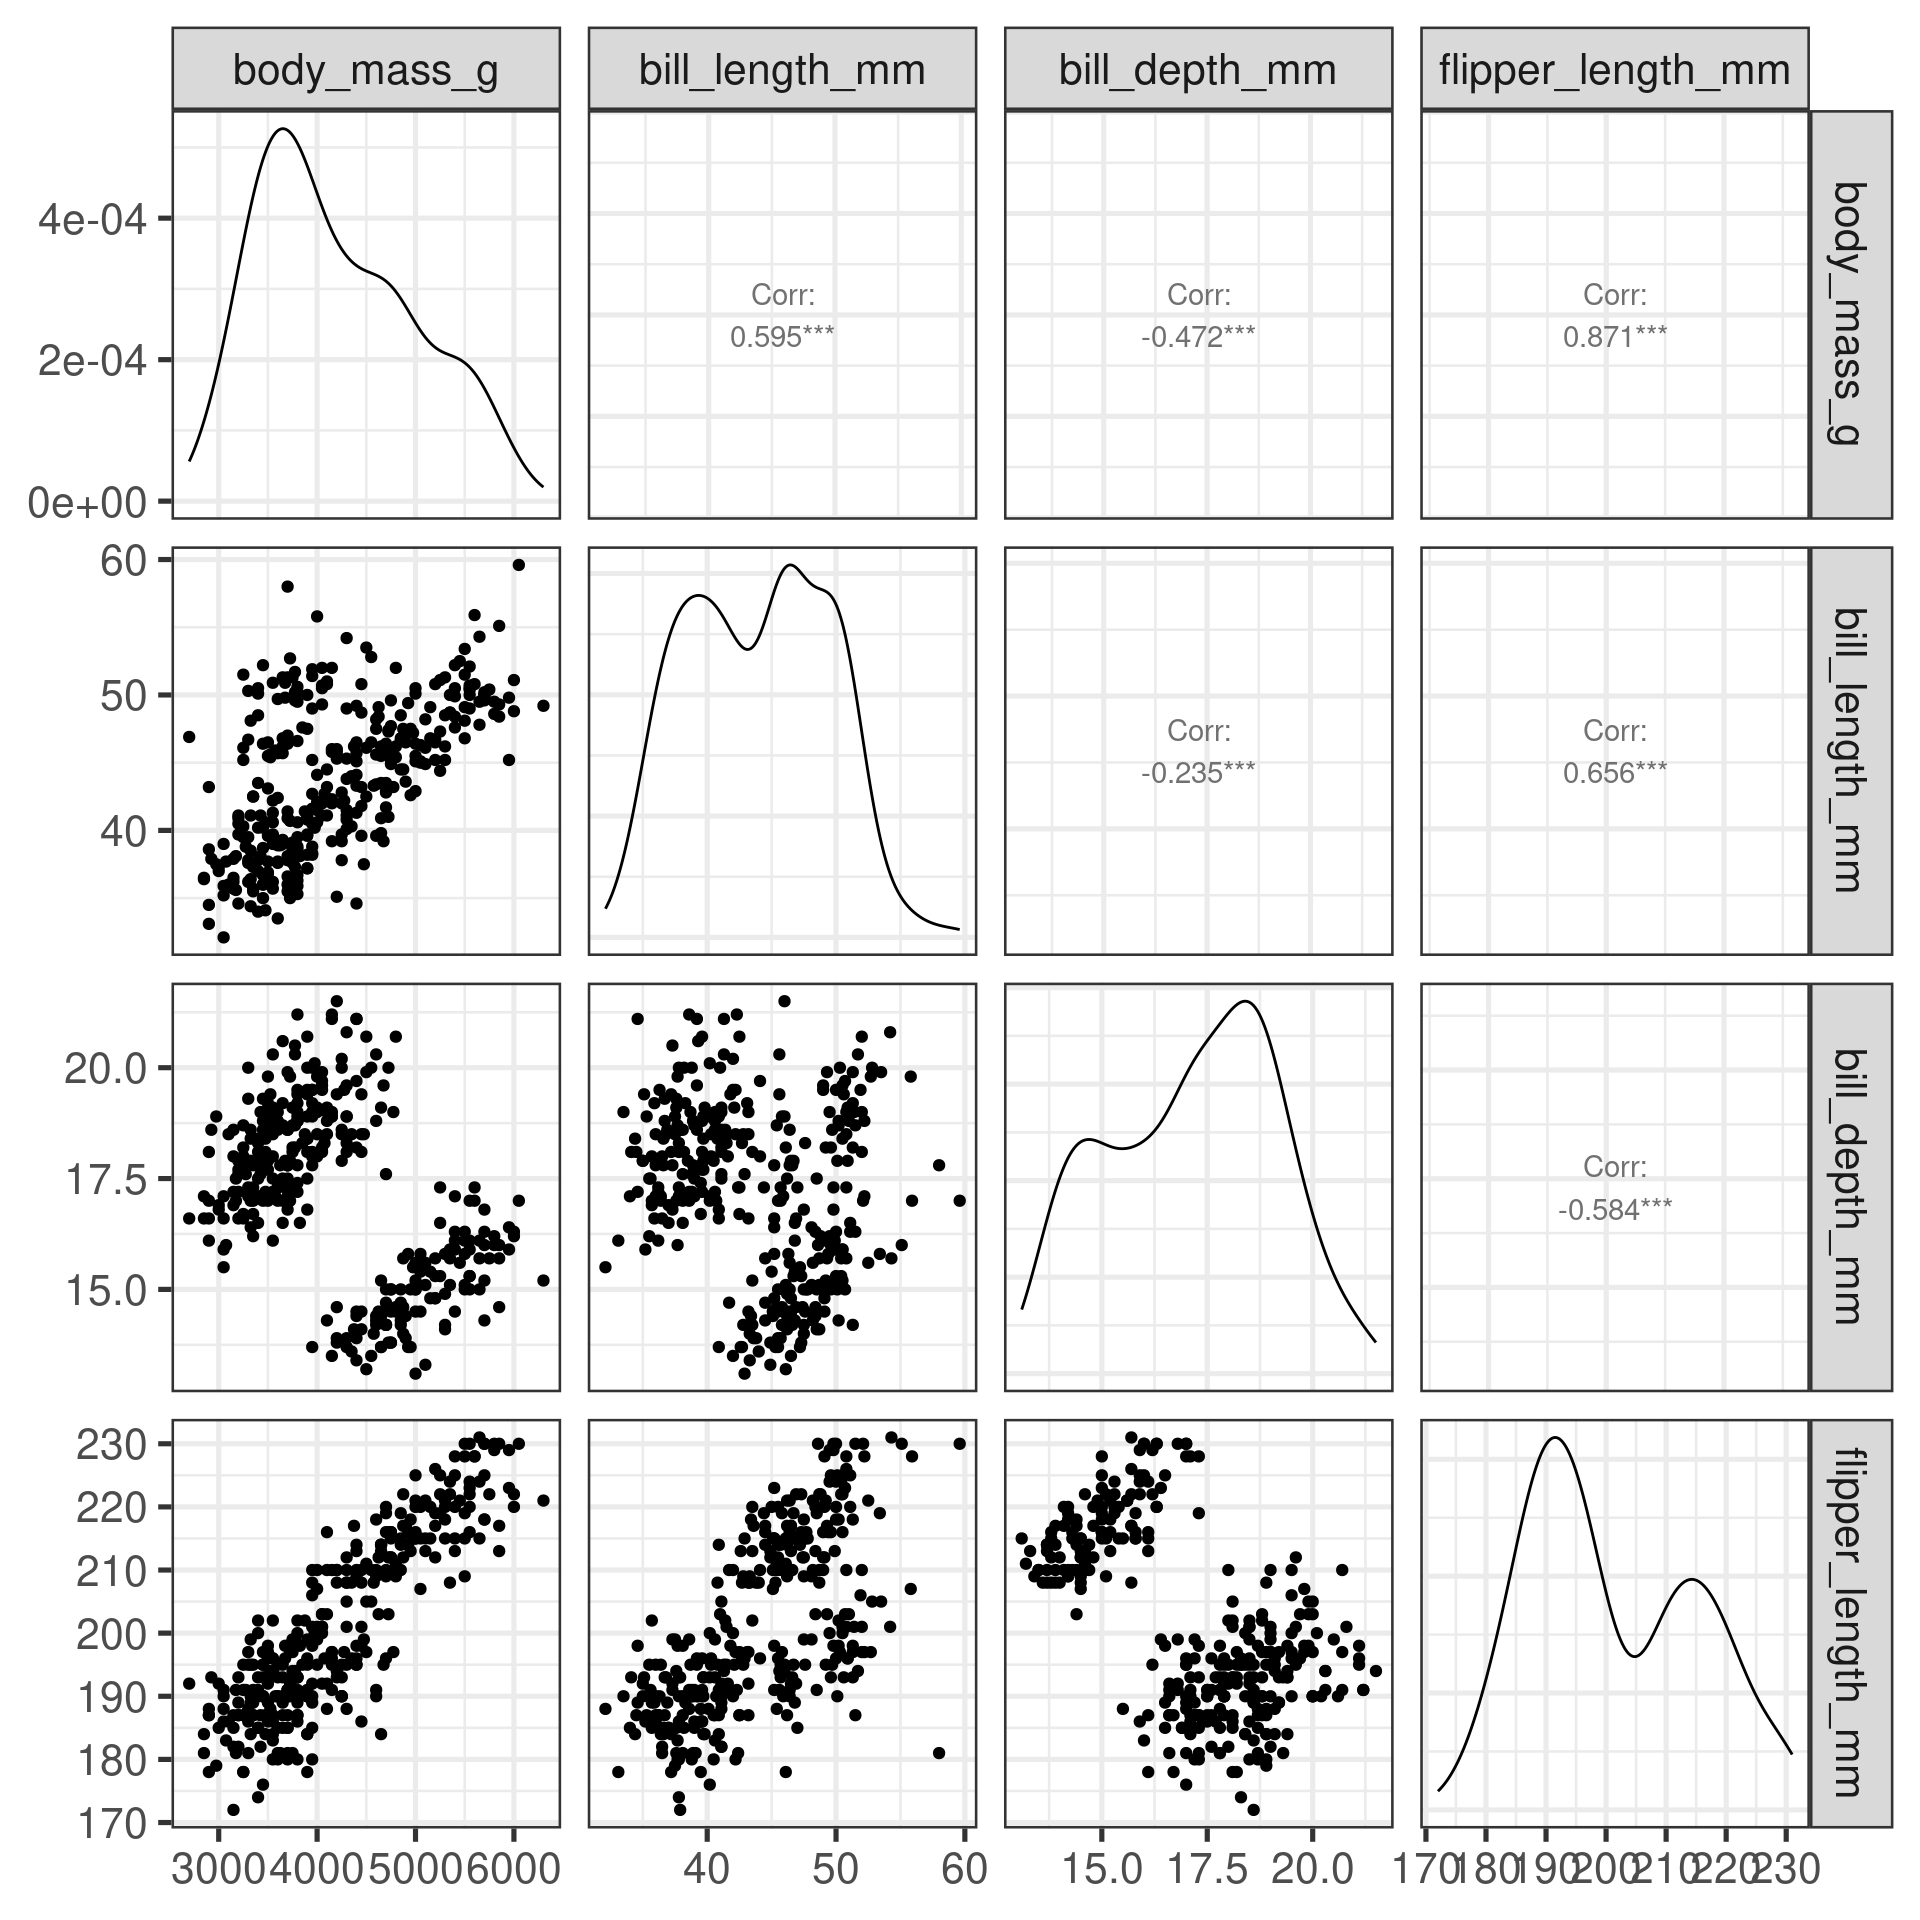 body_mass_g
bill_length_mm
bill_depth_mm
flipper_length_mm
4e-04
2e-04
0e+00
Corr:
0.595***
Corr:
-0.472***
Corr:
0.871***
body_mass_g
60
50
40
Corr:
-0.235***
Corr:
0.656***
bill_length_mm
20.0
17.5
15.0
Corr:
-0.584***
bill_depth_mm
230
220
210
200
190
180
170
flipper_length_mm
3000 4000 5000 6000
40 50 60
15.0 17.5 20.0
170 180 190 200 210 220 230